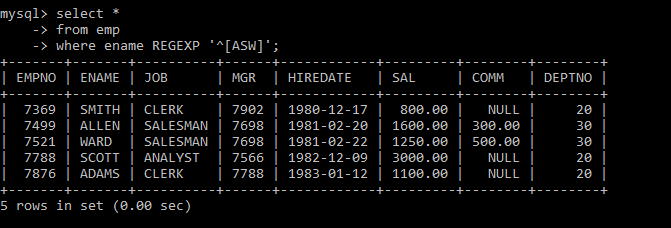 mysql> select *
    -> from emp
    -> where ename REGEXP '^[ASW]';
+-------+-------+----------+------+------------+---------+--------+--------+
| EMPNO | ENAME | JOB      | MGR  | HIREDATE   | SAL     | COMM   | DEPTNO |
+-------+-------+----------+------+------------+---------+--------+--------+
|  7369 | SMITH | CLERK    | 7902 | 1980-12-17 |  800.00 |   NULL |     20 |
|  7499 | ALLEN | SALESMAN | 7698 | 1981-02-20 | 1600.00 | 300.00 |     30 |
|  7521 | WARD  | SALESMAN | 7698 | 1981-02-22 | 1250.00 | 500.00 |     30 |
|  7788 | SCOTT | ANALYST  | 7566 | 1982-12-09 | 3000.00 |   NULL |     20 |
|  7876 | ADAMS | CLERK    | 7788 | 1983-01-12 | 1100.00 |   NULL |     20 |
+-------+-------+----------+------+------------+---------+--------+--------+
5 rows in set (0.00 sec)